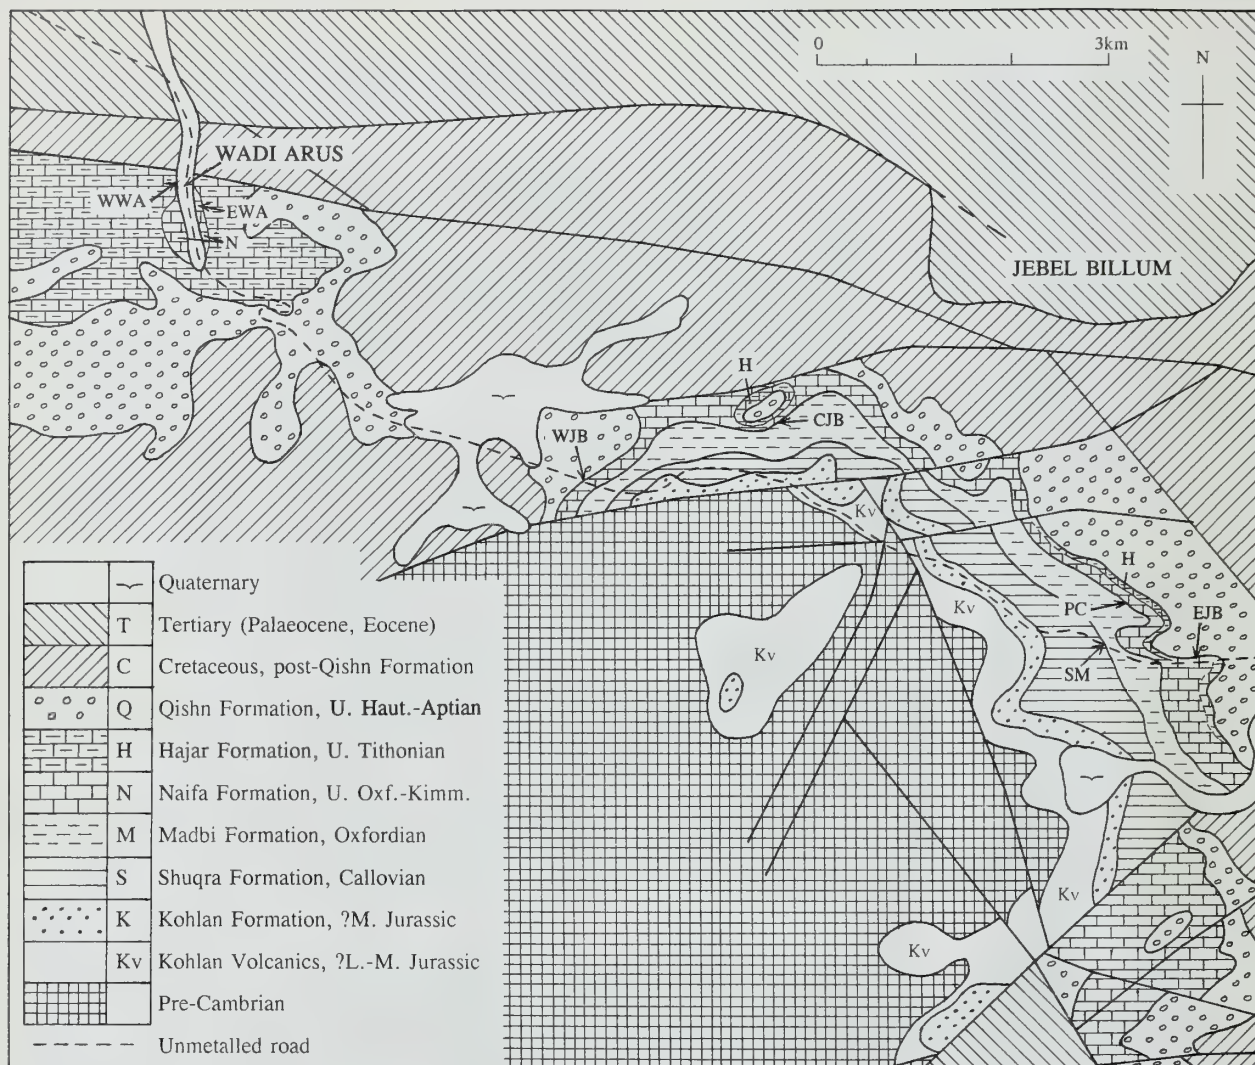 0 3km
N
WADI ARUS
WWA
EWA
N
JEBEL BILLUM
H
CJB
WJB
Kv
H
PC
EJB
Kv
Kv
SM
Kv
Kv
Quaternary
T Tertiary (Palaeocene, Eocene)
C Cretaceous, post-Qishn Formation
Q Qishn Formation, U. Haut.-Aptian
H Hajar Formation, U. Tithonian
N Naifa Formation, U. Oxf.-Kimm.
M Madbi Formation, Oxfordian
S Shuqra Formation, Callovian
K Kohlan Formation, ?M. Jurassic
Kv Kohlan Volcanics, ?L.-M. Jurassic
Pre-Cambrian
Unmetalled road